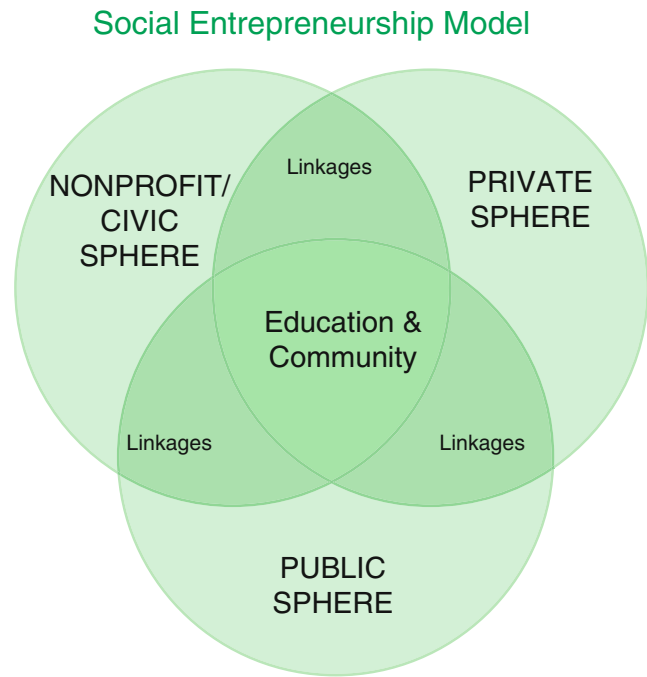 Social Entrepreneurship Model
Linkages
NONPROFIT/
CIVIC
SPHERE
PRIVATE
SPHERE
Education &
Community
Linkages
Linkages
PUBLIC
SPHERE